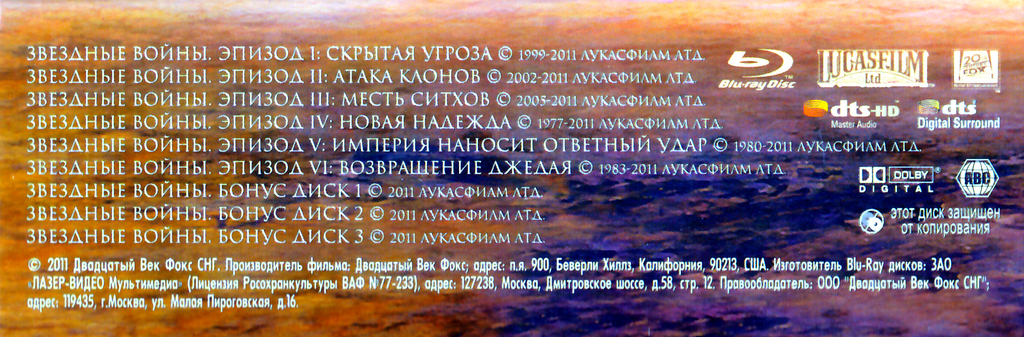 ЗВЕЗДНЫЕ ВОЙНЫ. ЭПИЗОД I: СКРЫТАЯ УГРОЗА © 1999-2011 ЛУКАСФИЛМ ЛТД.
ЗВЕЗДНЫЕ ВОЙНЫ. ЭПИЗОД II: АТАКА КЛОНОВ © 2002-2011 ЛУКАСФИЛМ ЛТД.
ЗВЕЗДНЫЕ ВОЙНЫ. ЭПИЗОД III: МЕСТЬ СИТХОВ © 2005-2011 ЛУКАСФИЛМ ЛТД.
ЗВЕЗДНЫЕ ВОЙНЫ. ЭПИЗОД IV: НОВАЯ НАДЕЖДА © 1977-2011 ЛУКАСФИЛМ ЛТД.
ЗВЕЗДНЫЕ ВОЙНЫ. ЭПИЗОД V: ИМПЕРИЯ НАНОСИТ ОТВЕТНЫЙ УДАР © 1980-2011 ЛУКАСФИЛМ ЛТД.
ЗВЕЗДНЫЕ ВОЙНЫ. ЭПИЗОД VI: ВОЗВРАЩЕНИЕ ДЖЕДАЯ © 1983-2011 ЛУКАСФИЛМ ЛТД.
ЗВЕЗДНЫЕ ВОЙНЫ. БОНУС ДИСК 1 © 2011 ЛУКАСФИЛМ ЛТД.
ЗВЕЗДНЫЕ ВОЙНЫ. БОНУС ДИСК 2 © 2011 ЛУКАСФИЛМ ЛТД.
ЗВЕЗДНЫЕ ВОЙНЫ. БОНУС ДИСК 3 © 2011 ЛУКАСФИЛМ ЛТД.
Blu-ray Disc™
LUCASFILM
Ltd
20
FOX
dts-HD
Master Audio
dts
Digital Surround
DOLBY®
DIGITAL
ABC
этот диск защищен
от копирования
© 2011 Двадцатый Век Фокс СНГ. Производитель фильма: Двадцатый Век Фокс; адрес: п.я. 900, Беверли Хиллз, Калифорния, 90213, США. Изготовитель Blu-Ray дисков: ЗАО
«ЛАЗЕР-ВИДЕО Мультимедиа» (Лицензия Росохранкультуры ВАФ №77-233), адрес: 127238, Москва, Дмитровское шоссе, д.58, стр. 12. Правообладатель: ООО "Двадцатый Век Фокс СНГ";
адрес: 119435, г.Москва, ул. Малая Пироговская, д.16.